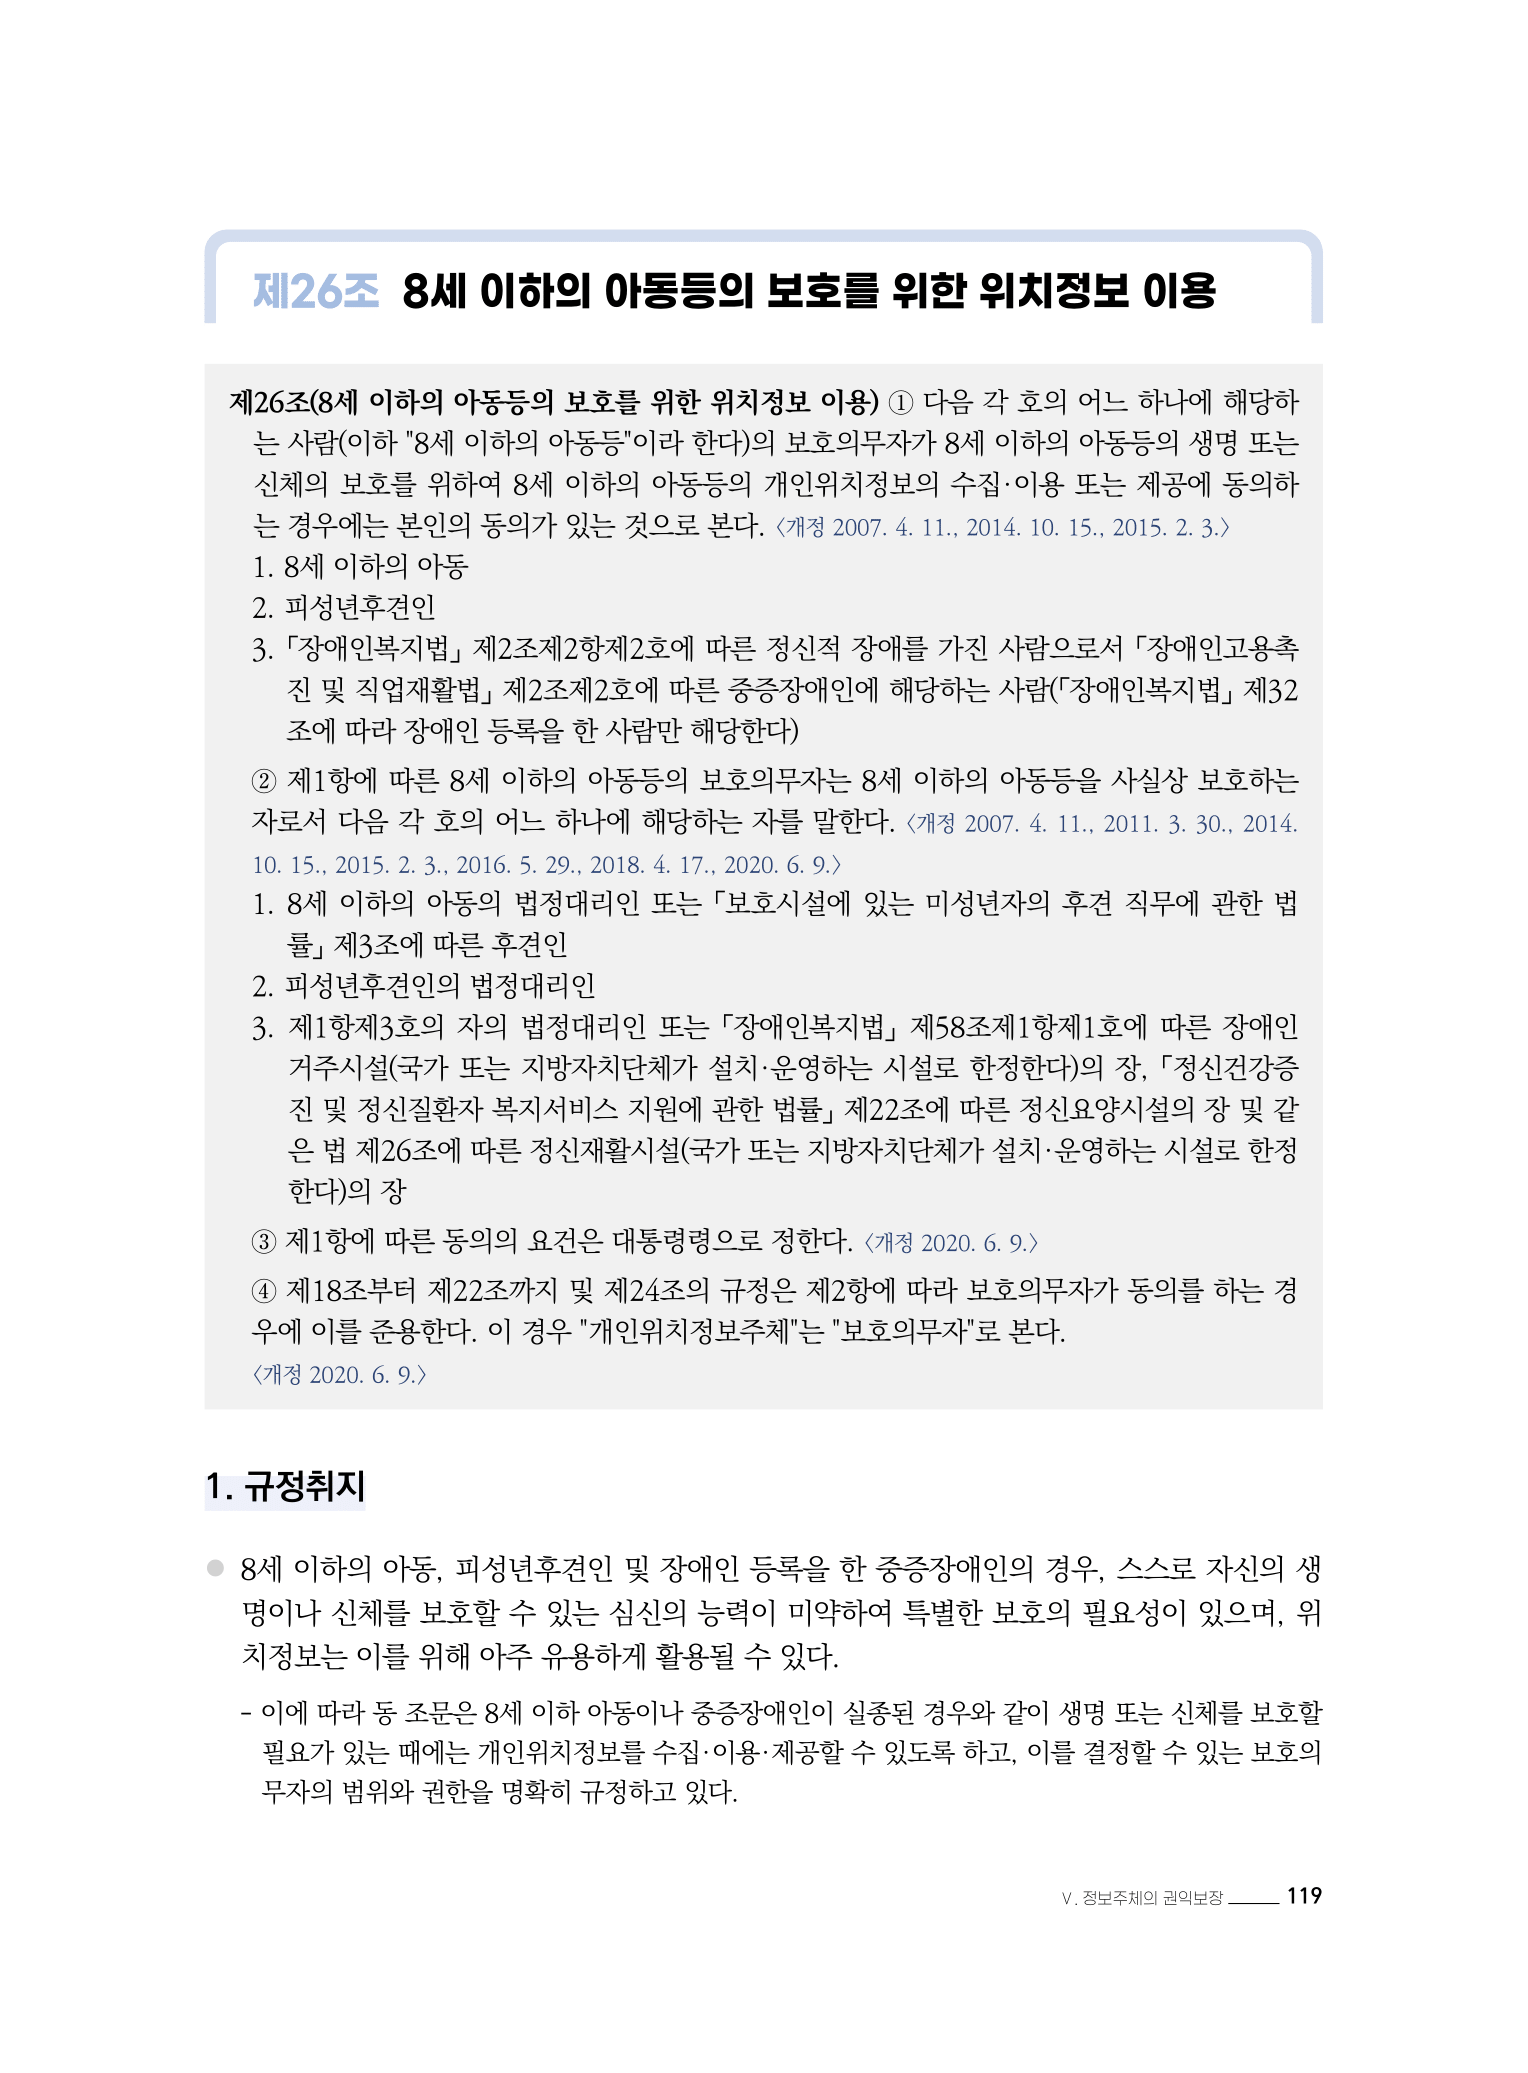 제26조 8세 이하의 아동등의 보호를 위한 위치정보 이용
제26조(8세 이하의 아동등의 보호를 위한 위치정보 이용) ① 다음 각 호의 어느 하나에 해당하
는 사람(이하 "8세 이하의 아동등"이라 한다)의 보호의무자가 8세 이하의 아동등의 생명 또는
신체의 보호를 위하여 8세 이하의 아동등의 개인위치정보의 수집·이용 또는 제공에 동의하
는 경우에는 본인의 동의가 있는 것으로 본다. 〈개정 2007. 4. 11., 2014. 10. 15., 2015. 2. 3.〉
1. 8세 이하의 아동
2. 피성년후견인
3. 「장애인복지법」 제2조제2항제2호에 따른 정신적 장애를 가진 사람으로서 「장애인고용촉
진 및 직업재활법」 제2조제2호에 따른 중증장애인에 해당하는 사람(「장애인복지법」 제32
조에 따라 장애인 등록을 한 사람만 해당한다)
② 제1항에 따른 8세 이하의 아동등의 보호의무자는 8세 이하의 아동등을 사실상 보호하는
자로서 다음 각 호의 어느 하나에 해당하는 자를 말한다. 〈개정 2007. 4. 11., 2011. 3. 30., 2014.
10. 15., 2015. 2. 3., 2016. 5. 29., 2018. 4. 17., 2020. 6. 9.〉
1. 8세 이하의 아동의 법정대리인 또는 「보호시설에 있는 미성년자의 후견 직무에 관한 법
률」 제3조에 따른 후견인
2. 피성년후견인의 법정대리인
3. 제1항제3호의 자의 법정대리인 또는 「장애인복지법」 제58조제1항제1호에 따른 장애인
거주시설(국가 또는 지방자치단체가 설치·운영하는 시설로 한정한다)의 장, 「정신건강증
진 및 정신질환자 복지서비스 지원에 관한 법률」 제22조에 따른 정신요양시설의 장 및 같
은 법 제26조에 따른 정신재활시설(국가 또는 지방자치단체가 설치·운영하는 시설로 한정
한다)의 장
③ 제1항에 따른 동의의 요건은 대통령령으로 정한다. 〈개정 2020. 6. 9.〉
④ 제18조부터 제22조까지 및 제24조의 규정은 제2항에 따라 보호의무자가 동의를 하는 경
우에 이를 준용한다. 이 경우 "개인위치정보주체"는 "보호의무자"로 본다.
〈개정 2020. 6. 9.〉
1. 규정취지
● 8세 이하의 아동, 피성년후견인 및 장애인 등록을 한 중증장애인의 경우, 스스로 자신의 생
명이나 신체를 보호할 수 있는 심신의 능력이 미약하여 특별한 보호의 필요성이 있으며, 위
치정보는 이를 위해 아주 유용하게 활용될 수 있다.
- 이에 따라 동 조문은 8세 이하 아동이나 중증장애인이 실종된 경우와 같이 생명 또는 신체를 보호할
필요가 있는 때에는 개인위치정보를 수집·이용·제공할 수 있도록 하고, 이를 결정할 수 있는 보호의
무자의 범위와 권한을 명확히 규정하고 있다.
Ⅴ. 정보주체의 권익보장 119